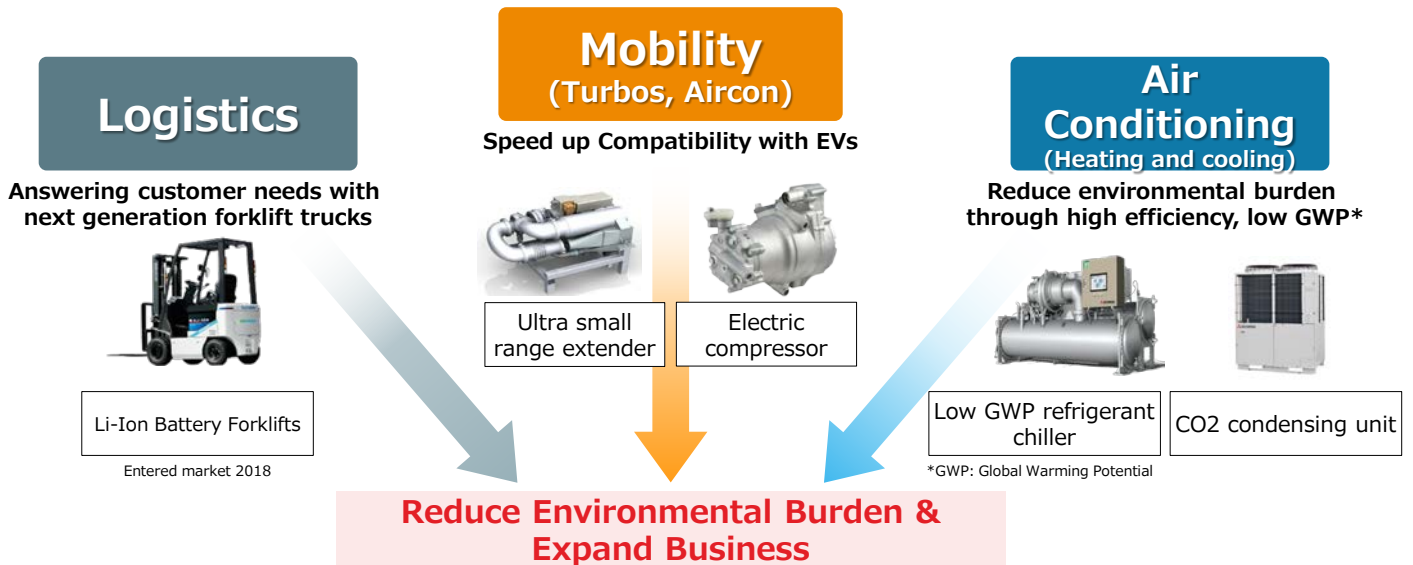 Logistics
Answering customer needs with
next generation forklift trucks
Li-Ion Battery Forklifts
Entered market 2018
Mobility
(Turbos, Aircon)
Speed up Compatibility with EVs
Ultra small
range extender
Electric
compressor
Air
Conditioning
(Heating and cooling)
Reduce environmental burden
through high efficiency, low GWP*
Low GWP refrigerant
chiller
CO2 condensing unit
*GWP: Global Warming Potential
Reduce Environmental Burden &
Expand Business